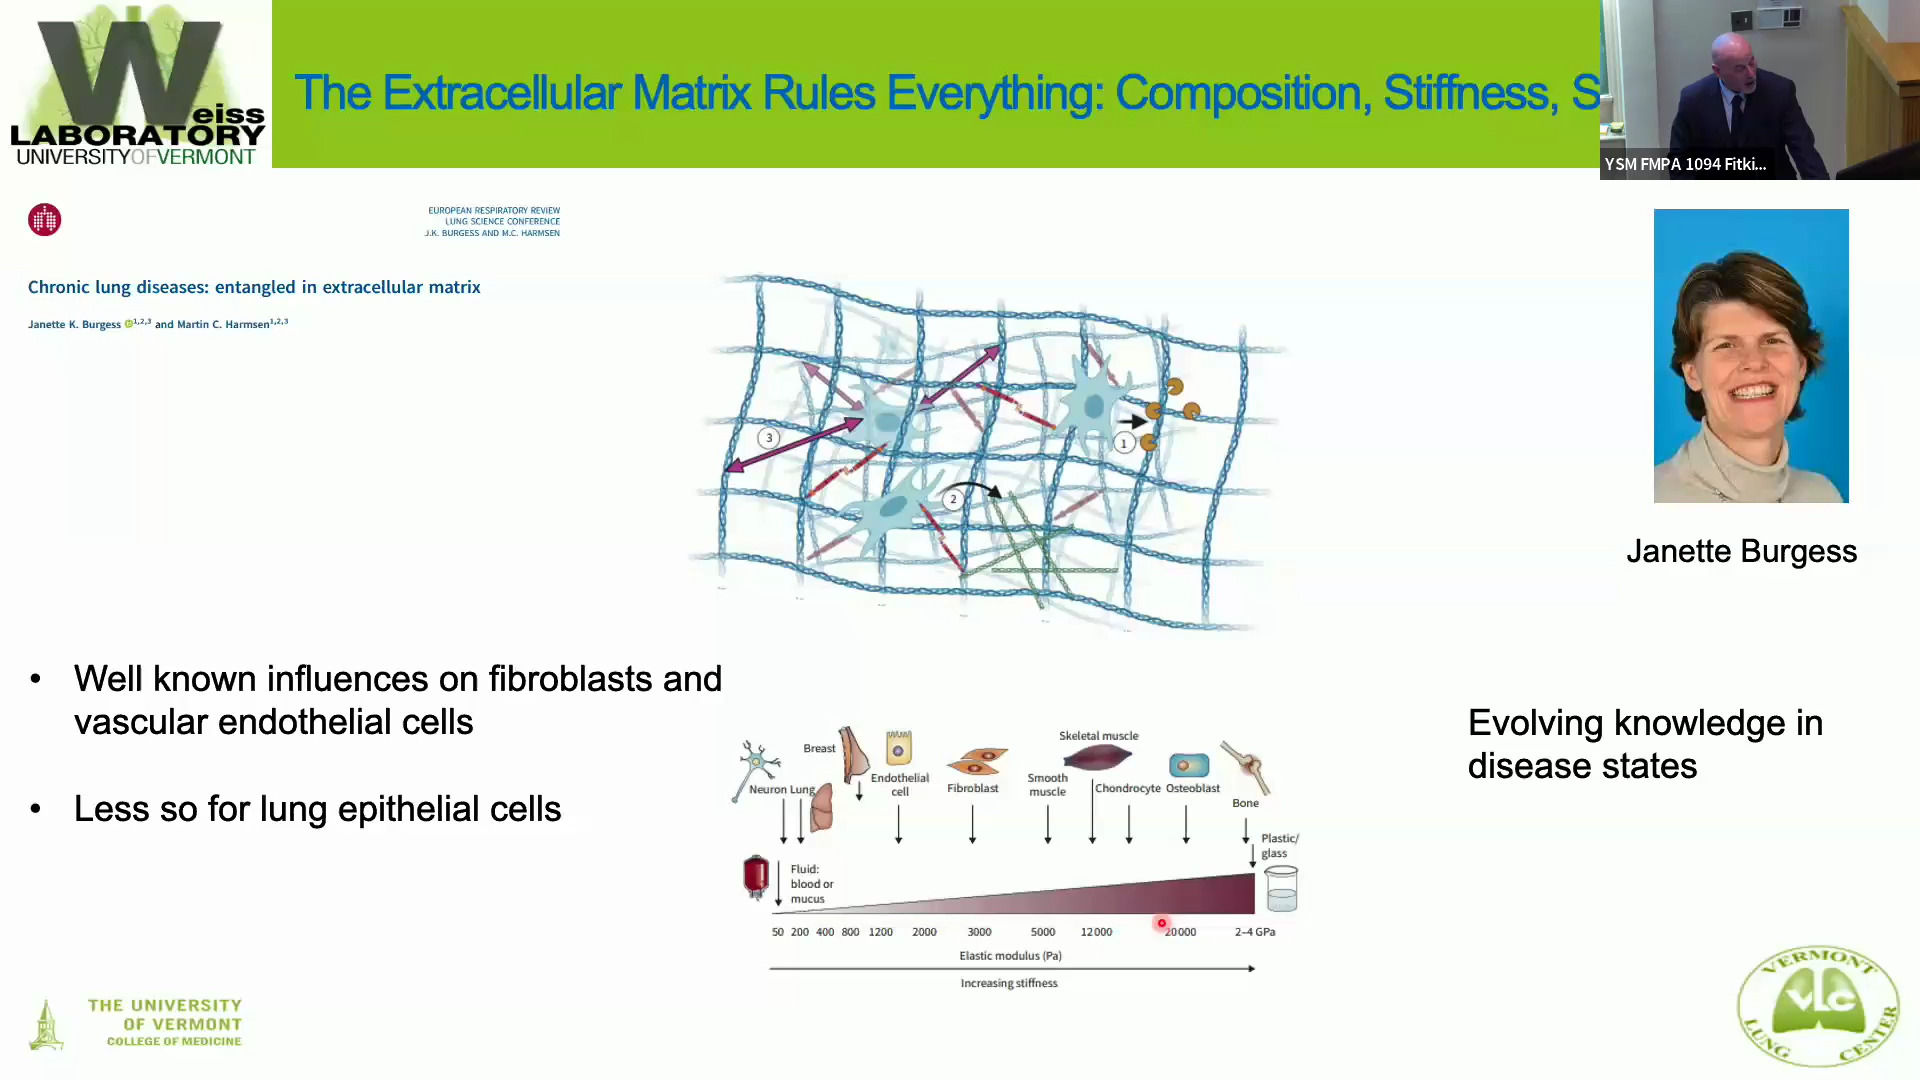 Weiss
LABORATORY
UNIVERSITYOFVERMONT
The Extracellular Matrix Rules Everything: Composition, Stiffness, S
YSM FMPA 1094 Fitki...
EUROPEAN RESPIRATORY REVIEW
LUNG SCIENCE CONFERENCE
J.K. BURGESS AND M.C. HARMSEN
Chronic lung diseases: entangled in extracellular matrix
Janette K. Burgess 1,2,3 and Martin C. Harmsen1,2,3
3
1
2
Janette Burgess
• Well known influences on fibroblasts and
vascular endothelial cells
• Less so for lung epithelial cells
Evolving knowledge in
disease states
Skeletal muscle
Breast
Endothelial
cell
Neuron Lung
Fibroblast
Smooth
muscle
Chondrocyte Osteoblast
Bone
Plastic/
glass
Fluid:
blood or
mucus
50 200 400 800 1200 2000 3000 5000 12000 20000 2–4 GPa
Elastic modulus (Pa)
Increasing stiffness
THE UNIVERSITY
OF VERMONT
COLLEGE OF MEDICINE
VERMONT
VLC
LUNG CENTER